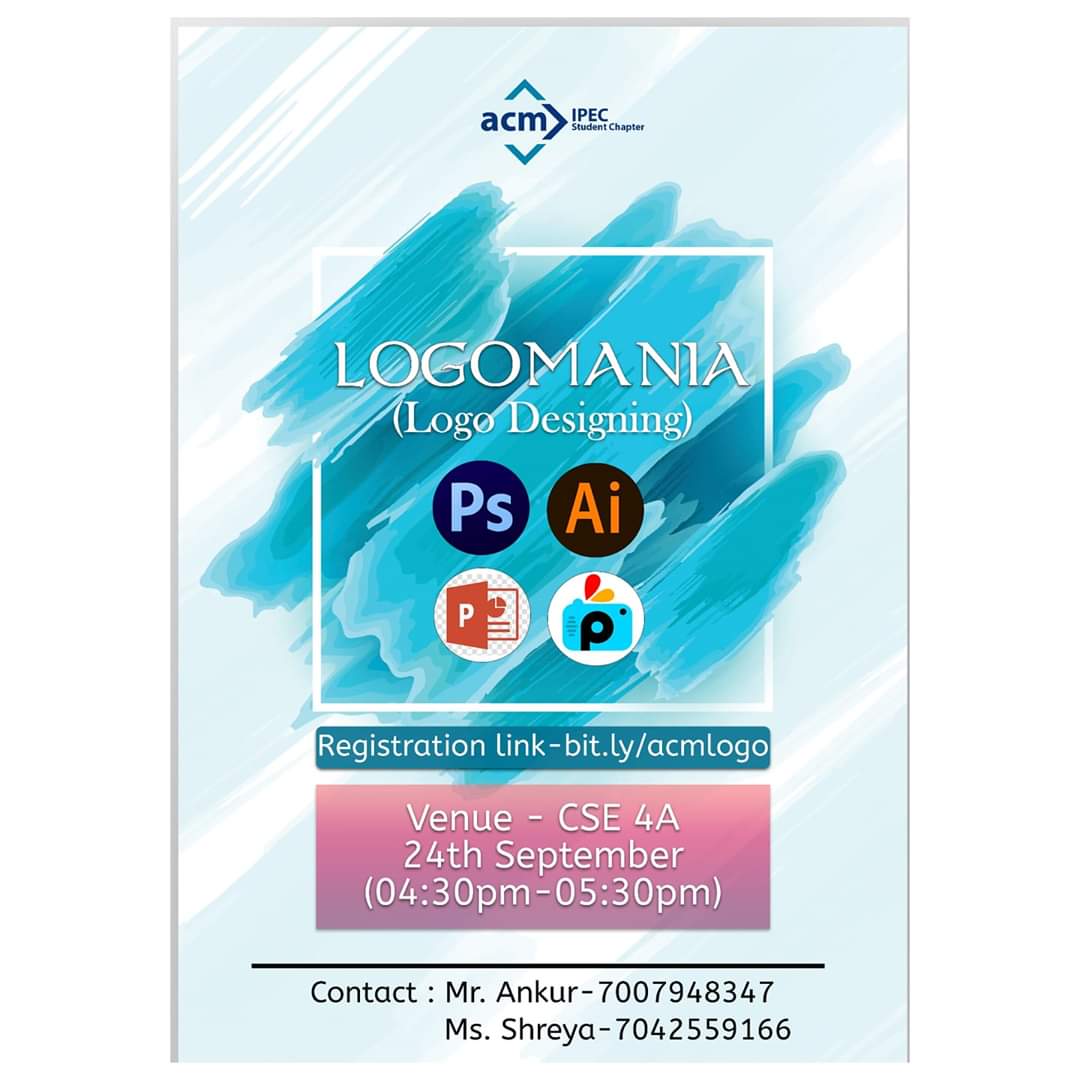 acm IPEC
Student Chapter
LOGOMANIA
(Logo Designing)
Ps Ai
P p
Registration link-bit.ly/acmlogo
Venue - CSE 4A
24th September
(04:30pm-05:30pm)
Contact : Mr. Ankur-7007948347
Ms. Shreya-7042559166